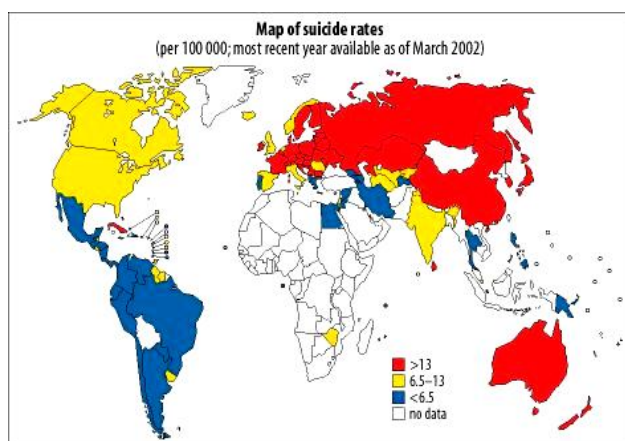 Map of suicide rates
(per 100 000; most recent year available as of March 2002)
>13
6.5–13
<6.5
no data